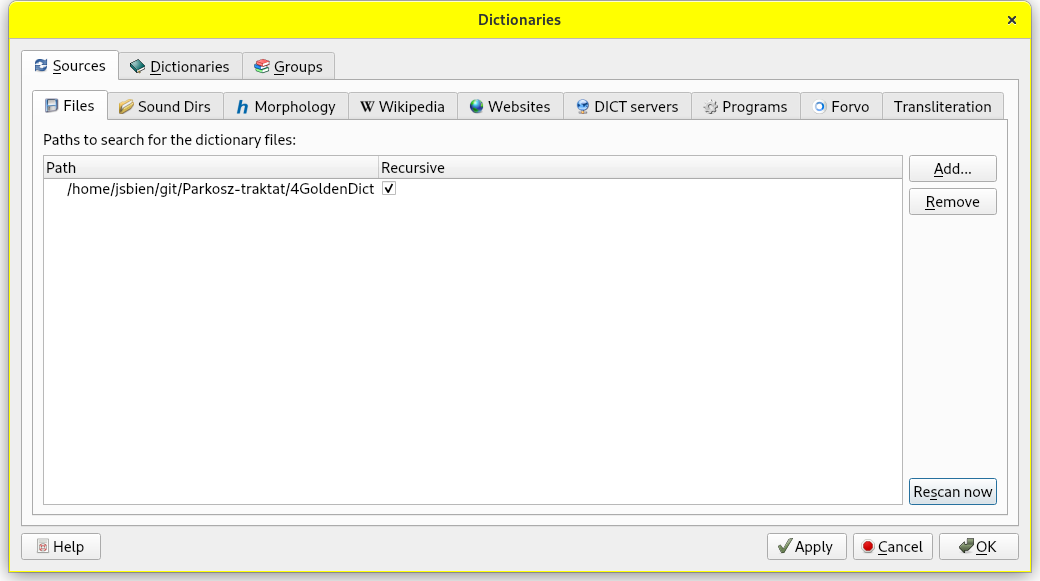 Dictionaries
Sources Dictionaries Groups
Files Sound Dirs Morphology Wikipedia Websites DICT servers Programs Forvo Transliteration
Paths to search for the dictionary files:
Path Recursive Add...
/home/jsbien/git/Parkosz-traktat/4GoldenDict
Remove
Rescan now
Help Apply Cancel OK